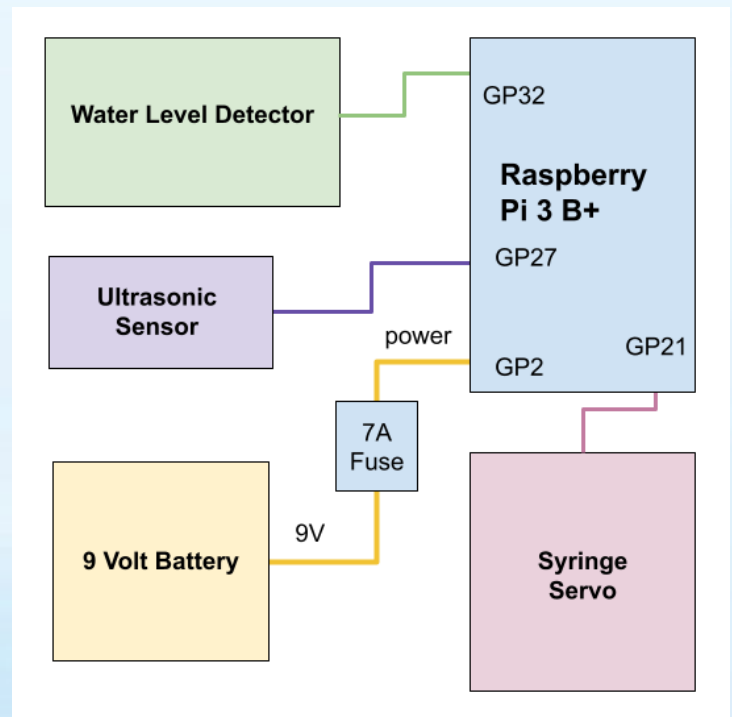 Water Level Detector
GP32
Raspberry
Pi 3 B+
GP27
Ultrasonic
Sensor
power
GP21
GP2
7A
Fuse
9V
9 Volt Battery
Syringe
Servo